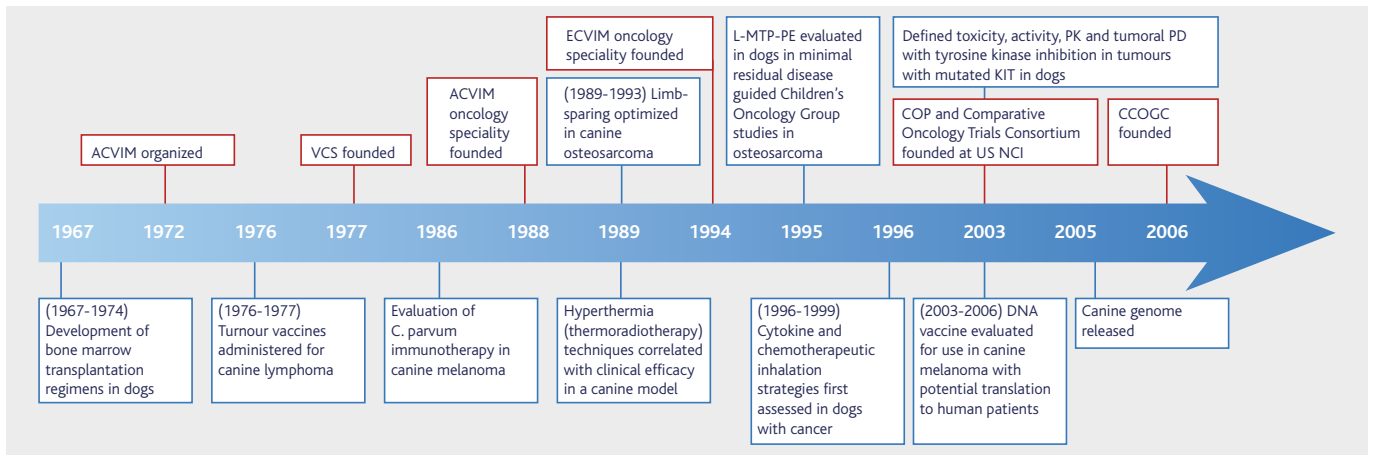 ECVIM oncology
speciality founded
L-MTP-PE evaluated
in dogs in minimal
residual disease
guided Children's
Oncology Group
studies in
osteosarcoma
Defined toxicity, activity, PK and tumoral PD
with tyrosine kinase inhibition in tumours
with mutated KIT in dogs
ACVIM
oncology
speciality
founded
(1989-1993) Limb-
sparing optimized
in canine
osteosarcoma
COP and Comparative
Oncology Trials Consortium
founded at US NCI
CCOGC
founded
ACVIM organized
VCS founded
1967 1972 1976 1977 1986 1988 1989 1994 1995 1996 2003 2005 2006
(1967-1974)
Development of
bone marrow
transplantation
regimens in dogs
(1976-1977)
Turnour vaccines
administered for
canine lymphoma
Evaluation of
C. parvum
immunotherapy in
canine melanoma
Hyperthermia
(thermoradiotherapy)
techniques correlated
with clinical efficacy
in a canine model
(1996-1999)
Cytokine and
chemotherapeutic
inhalation
strategies first
assessed in dogs
with cancer
(2003-2006) DNA
vaccine evaluated
for use in canine
melanoma with
potential translation
to human patients
Canine genome
released